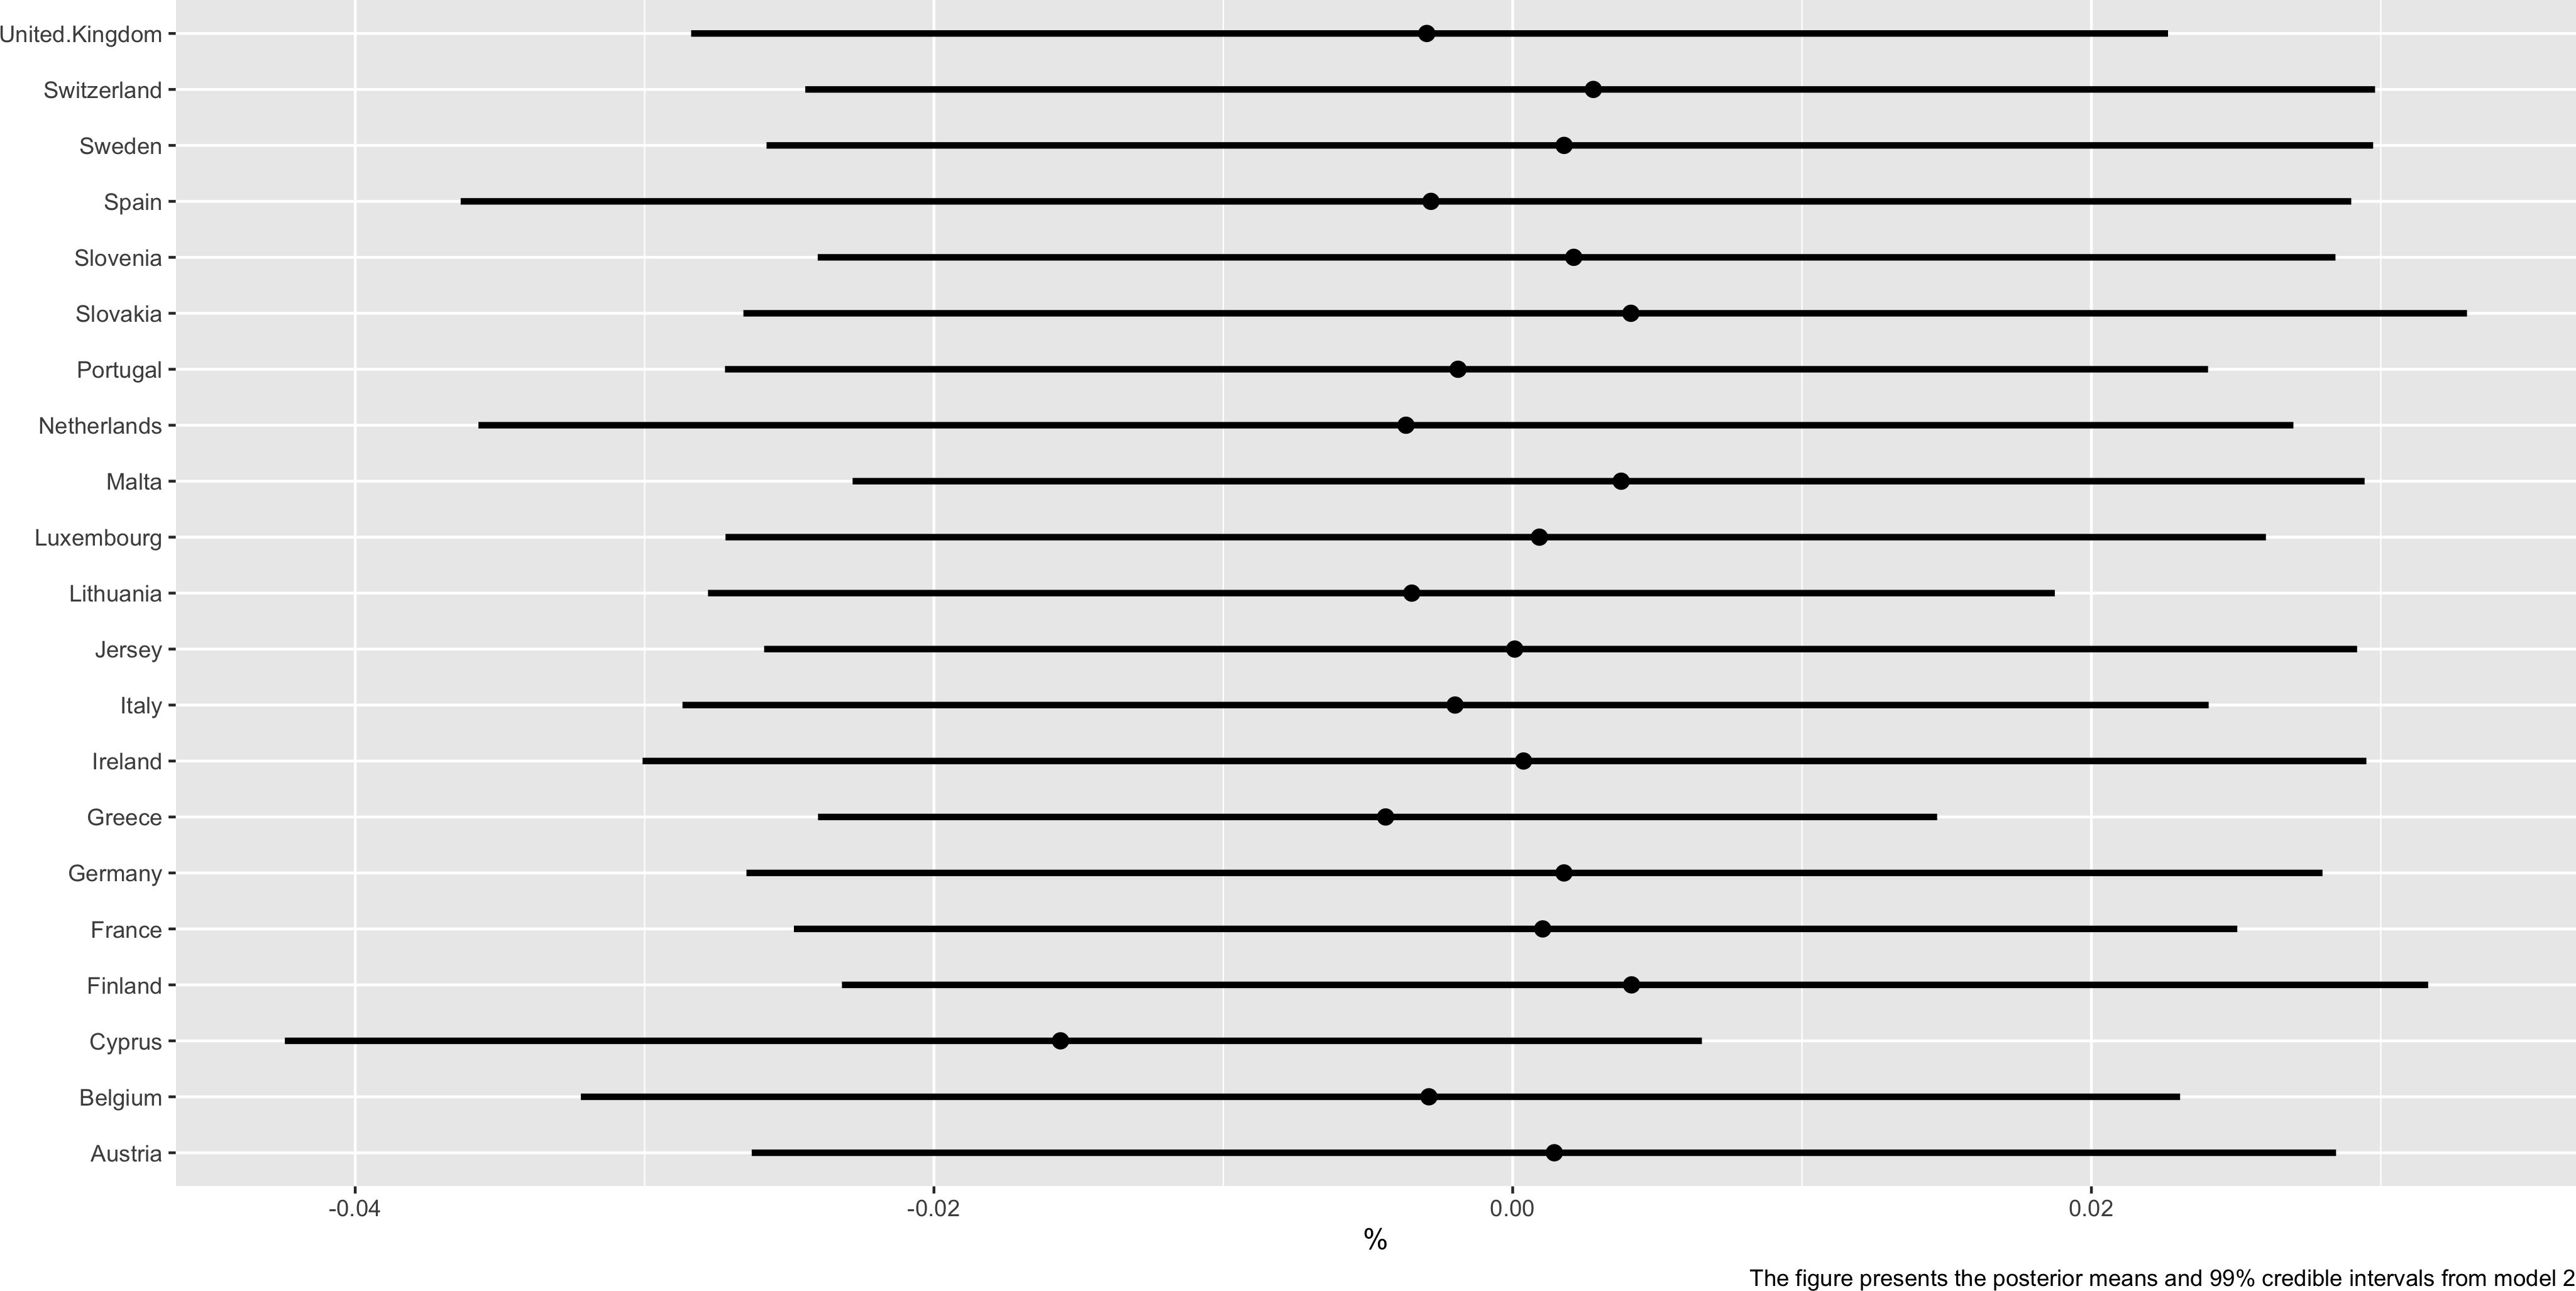 United.Kingdom
Switzerland
Sweden
Spain
Slovenia
Slovakia
Portugal
Netherlands
Malta
Luxembourg
Lithuania
Jersey
Italy
Ireland
Greece
Germany
France
Finland
Cyprus
Belgium
Austria
-0.04 -0.02 0.00 0.02
%
The figure presents the posterior means and 99% credible intervals from model 2